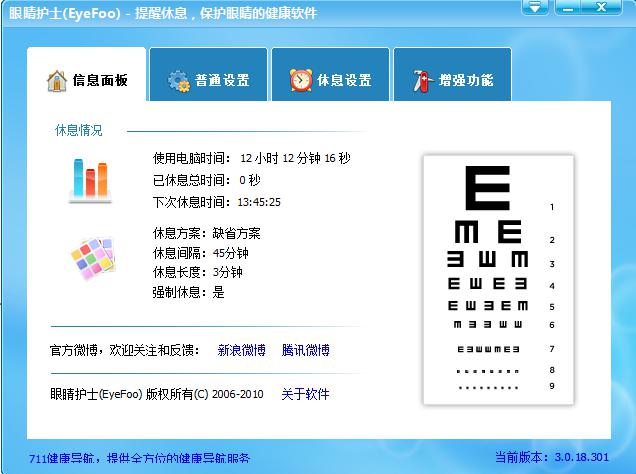 眼睛护士(EyeFoo) - 提醒休息，保护眼睛的健康软件
信息面板 普通设置 休息设置 增强功能
休息情况
使用电脑时间： 12 小时 12 分钟 16 秒
已休息总时间： 0 秒
下次休息时间：13:45:25
休息方案：缺省方案
休息间隔：45分钟
休息长度：3分钟
强制休息：是
官方微博，欢迎关注和反馈： 新浪微博 腾讯微博
眼睛护士(EyeFoo) 版权所有(C) 2006-2010 关于软件
E 1
M E 2
Ǝ W M 3
E W E Ǝ 4
E W Ǝ E M 5
M Ǝ W W E 6
E Ǝ W W M E Ǝ 7
8
9
711健康导航，提供全方位的健康导航服务
当前版本：3.0.18.301